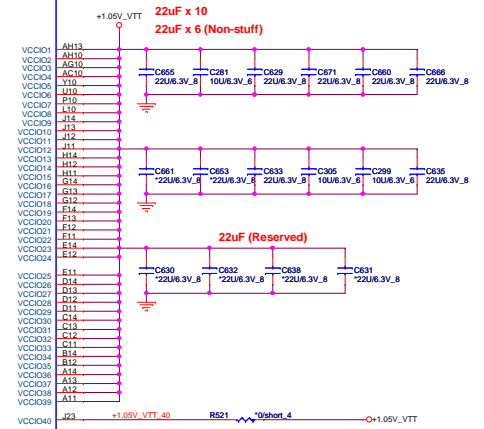 22uF x 10
+1.05V_VTT
22uF x 6 (Non-stuff)
VCCIO1 AH13
VCCIO2 AH10
VCCIO3 AG10
VCCIO4 AC10
VCCIO5 Y10
VCCIO6 U10
VCCIO7 P10
VCCIO8 L10
VCCIO9 J14
VCCIO10 J13
VCCIO11 J12
VCCIO12 J11
VCCIO13 H14
VCCIO14 H12
VCCIO15 H11
VCCIO16 G14
VCCIO17 G13
VCCIO18 G12
VCCIO19 F14
VCCIO20 F13
VCCIO21 F12
VCCIO22 F11
VCCIO23 E14
VCCIO24 E12
VCCIO25 E11
VCCIO26 D14
VCCIO27 D13
VCCIO28 D12
VCCIO29 D11
VCCIO30 C14
VCCIO31 C13
VCCIO32 C12
VCCIO33 C11
VCCIO34 B14
VCCIO35 B12
VCCIO36 A14
VCCIO37 A13
VCCIO38 A12
VCCIO39 A11
VCCIO40 J23
C655 C281 C629 C671 C660 C666
22U/6.3V_8 10U/6.3V_6 22U/6.3V_8 22U/6.3V_8 22U/6.3V_8 22U/6.3V_8
C661 C653 C633 C305 C299 C635
*22U/6.3V_8 *22U/6.3V_8 22U/6.3V_8 10U/6.3V_6 10U/6.3V_6 22U/6.3V_8
22uF (Reserved)
C630 C632 C638 C631
*22U/6.3V_8 *22U/6.3V_8 *22U/6.3V_8 *22U/6.3V_8
+1.05V_VTT_40 R521 *0/short_4 +1.05V_VTT